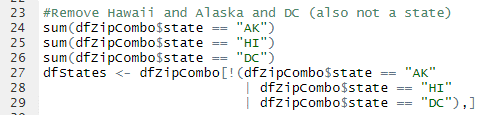 23 #Remove Hawaii and Alaska and DC (also not a state)
24 sum(dfZipCombo$state == "AK")
25 sum(dfZipCombo$state == "HI")
26 sum(dfZipCombo$state == "DC")
27 dfStates <- dfZipCombo[!(dfZipCombo$state == "AK"
28 | dfZipCombo$state == "HI"
29 | dfZipCombo$state == "DC"),]